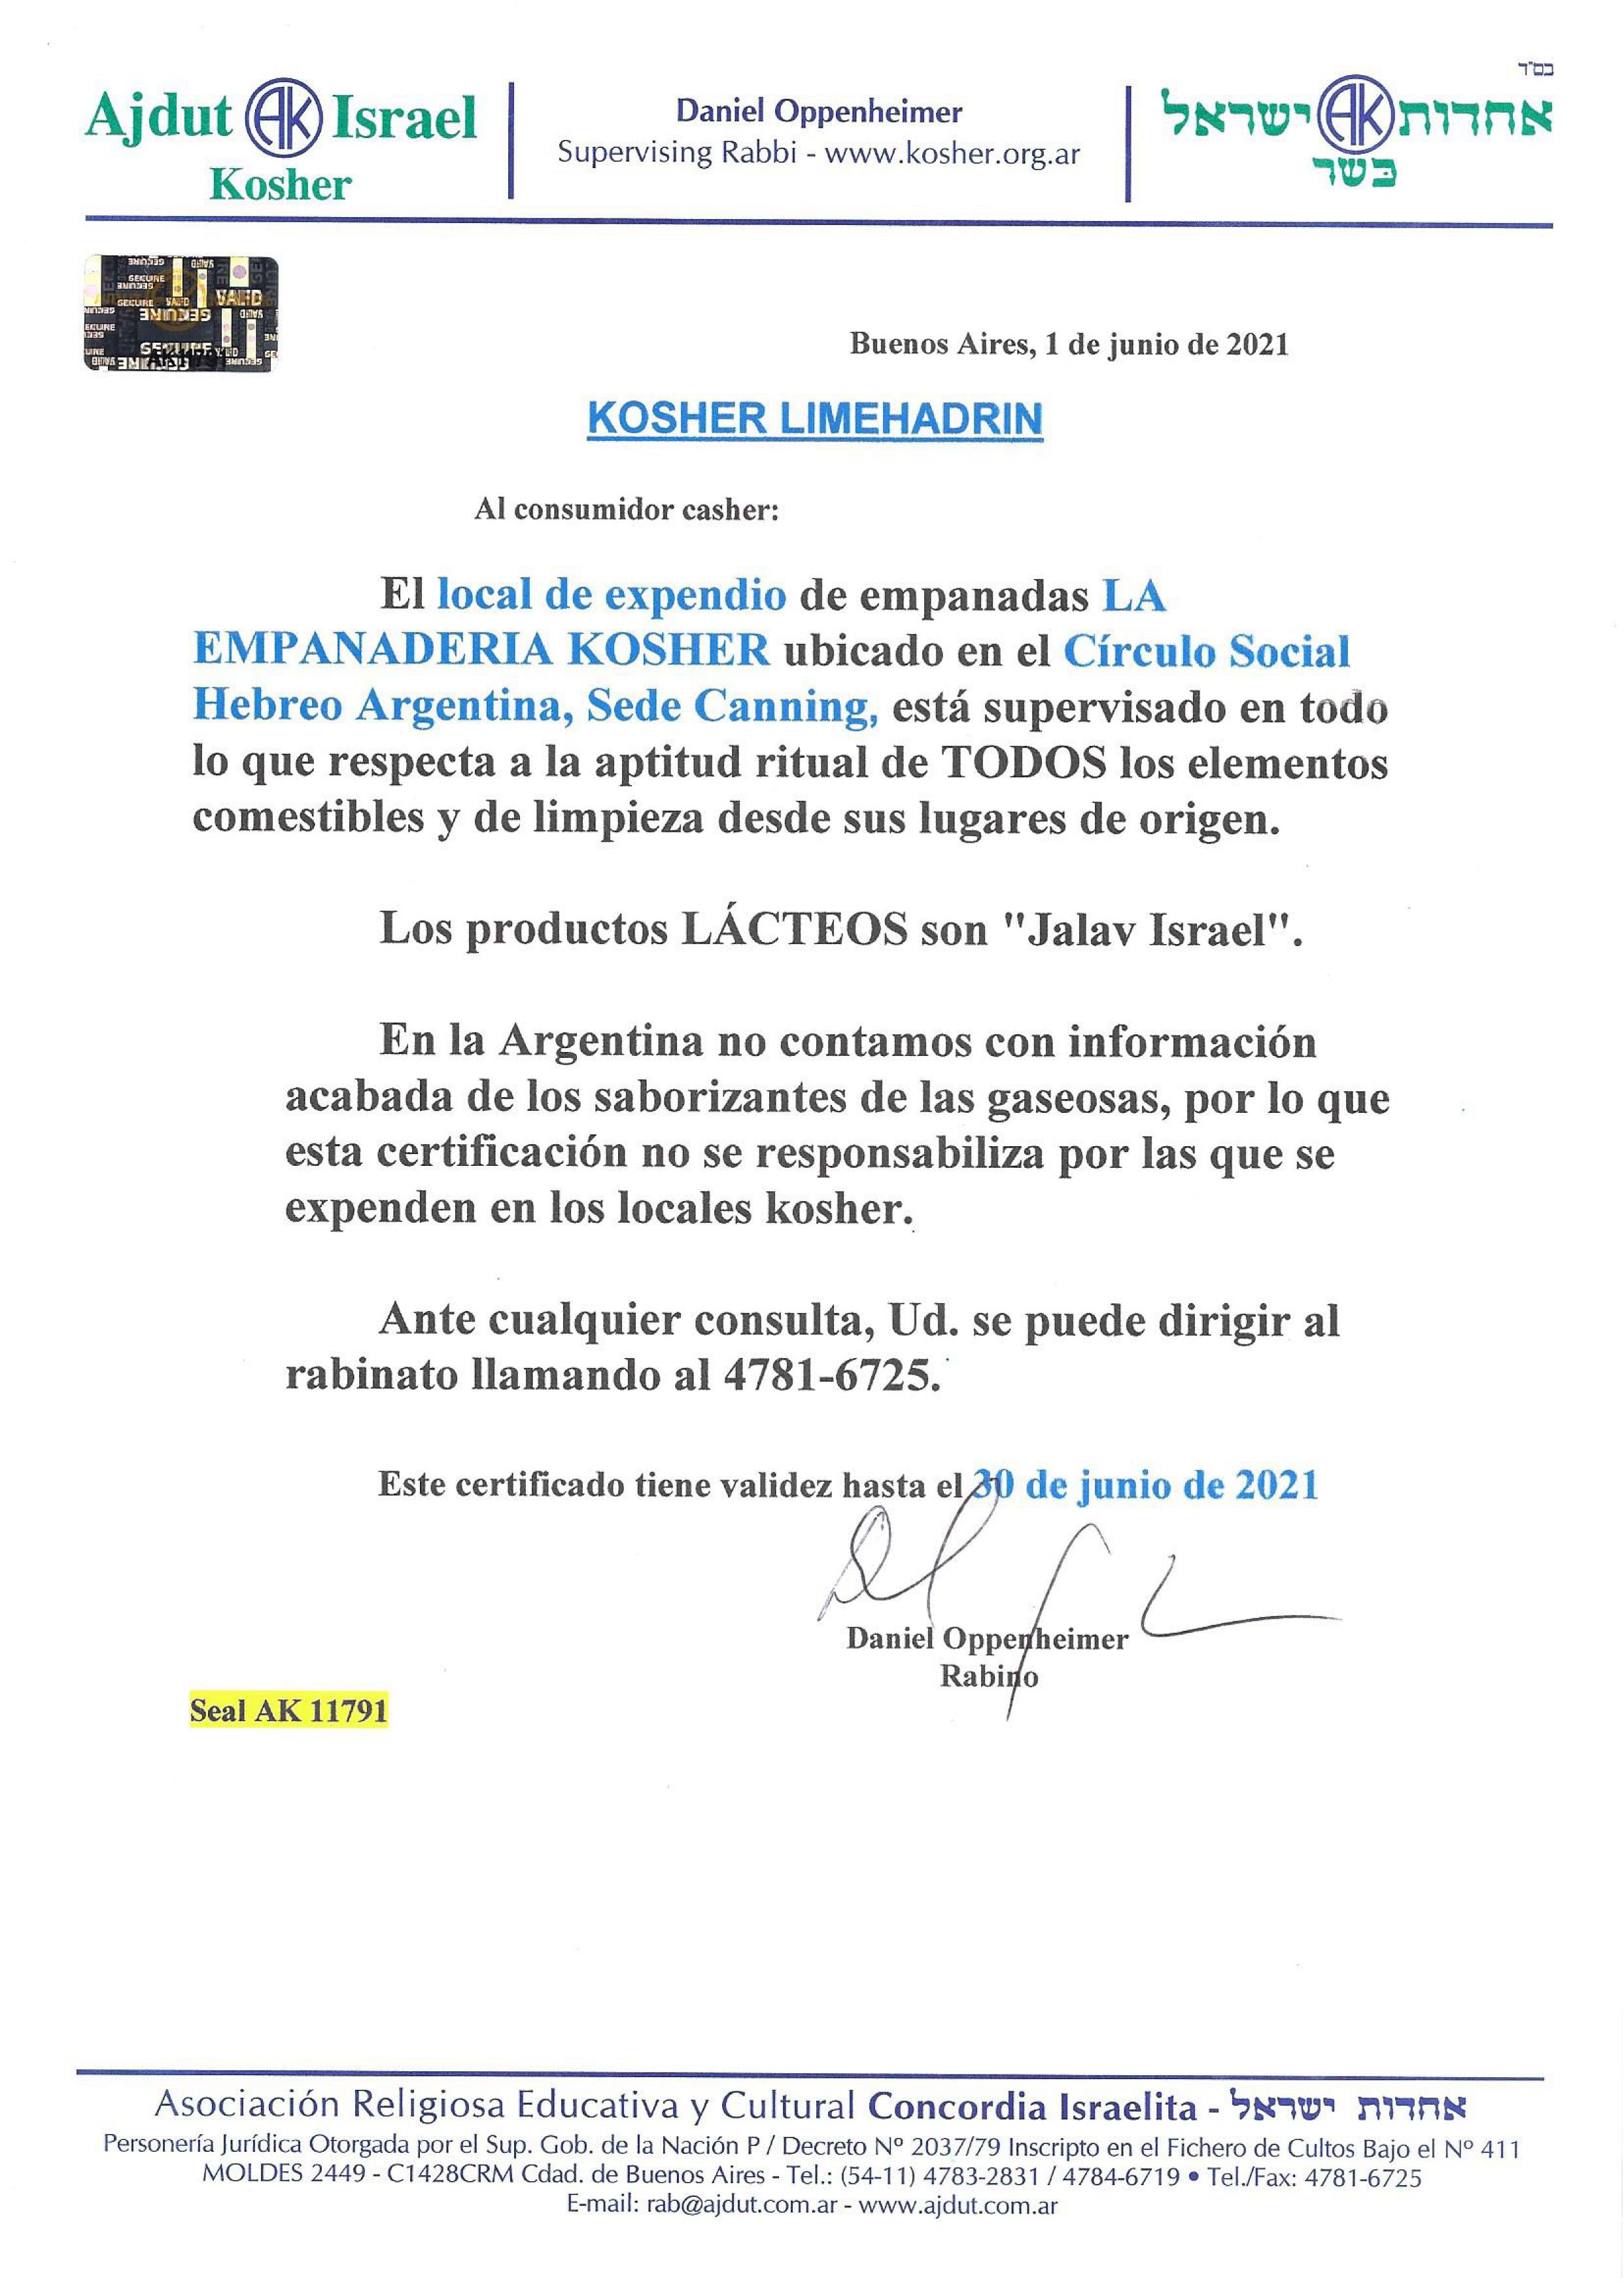 בס"ד
Ajdut AK Israel
Kosher
Daniel Oppenheimer
Supervising Rabbi - www.kosher.org.ar
אחדות AK ישראל
בשר
SECURE
VALID
GENUINE
Buenos Aires, 1 de junio de 2021
KOSHER LIMEHADRIN
Al consumidor casher:
El local de expendio de empanadas LA
EMPANADERIA KOSHER ubicado en el Círculo Social
Hebreo Argentina, Sede Canning, está supervisado en todo
lo que respecta a la aptitud ritual de TODOS los elementos
comestibles y de limpieza desde sus lugares de origen.
Los productos LÁCTEOS son "Jalav Israel".
En la Argentina no contamos con información
acabada de los saborizantes de las gaseosas, por lo que
esta certificación no se responsabiliza por las que se
expenden en los locales kosher.
Ante cualquier consulta, Ud. se puede dirigir al
rabinato llamando al 4781-6725.
Este certificado tiene validez hasta el 30 de junio de 2021
Daniel Oppenheimer
Rabino
Seal AK 11791
Asociación Religiosa Educativa y Cultural Concordia Israelita - אחדות ישראל
Personería Jurídica Otorgada por el Sup. Gob. de la Nación P / Decreto Nº 2037/79 Inscripto en el Fichero de Cultos Bajo el Nº 411
MOLDES 2449 - C1428CRM Cdad. de Buenos Aires - Tel.: (54-11) 4783-2831 / 4784-6719 • Tel./Fax: 4781-6725
E-mail: rab@ajdut.com.ar - www.ajdut.com.ar